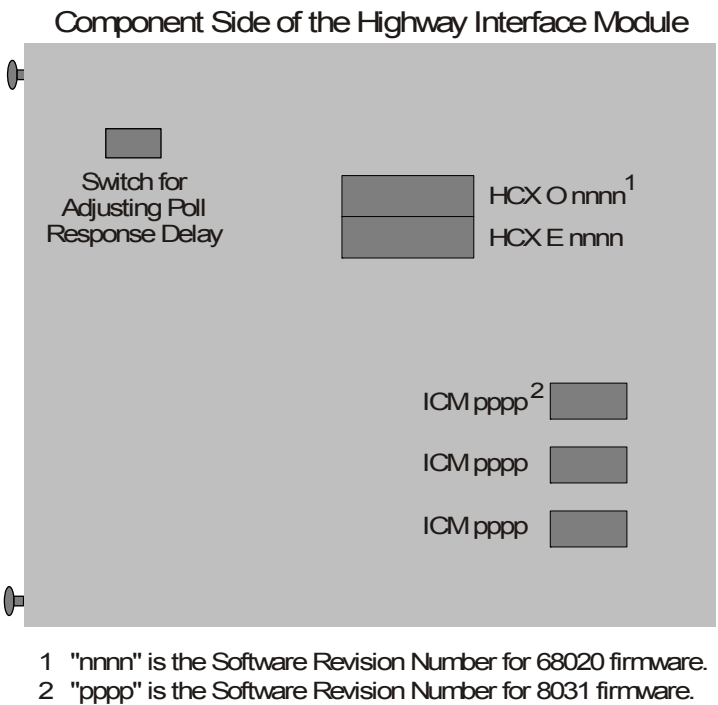 Component Side of the Highway Interface Module
Switch for
Adjusting Poll
Response Delay
HCX O nnnn¹
HCX E nnnn
ICM pppp²
ICM pppp
ICM pppp
1 "nnnn" is the Software Revision Number for 68020 firmware.
2 "pppp" is the Software Revision Number for 8031 firmware.